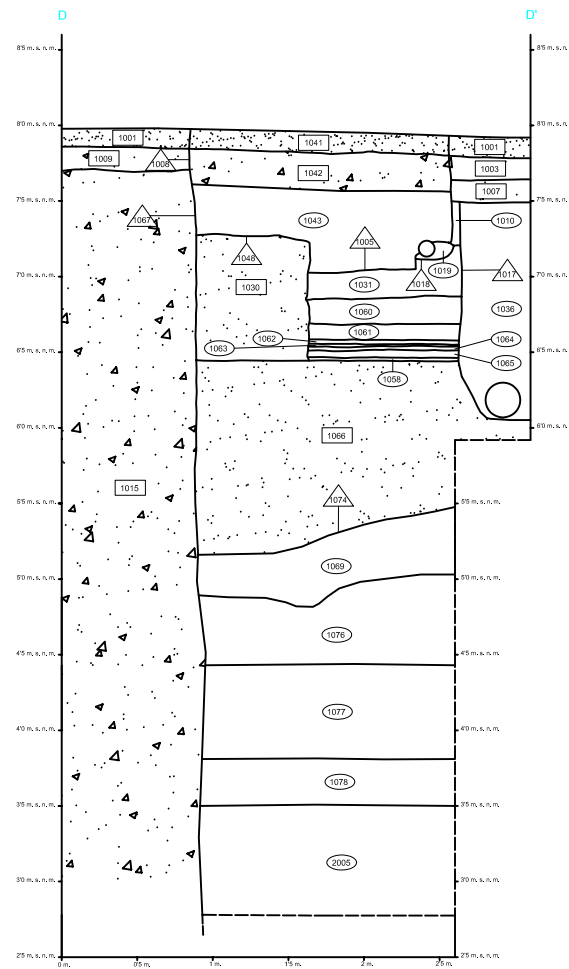 D D'
8'5 m. s. n. m. 8'5 m. s. n. m.
8'0 m. s. n. m. 8'0 m. s. n. m.
1001 1041 1001
1009 1008 1042 1003
1007
7'5 m. s. n. m. 7'5 m. s. n. m.
1067 1043 1010
1048 1005
7'0 m. s. n. m. 1019 1017 7'0 m. s. n. m.
1030 1031 1018
1060 1036
1062 1061 1064
1063 1065
6'5 m. s. n. m. 6'5 m. s. n. m.
1058
6'0 m. s. n. m. 1066 6'0 m. s. n. m.
1015 1074
5'5 m. s. n. m. 5'5 m. s. n. m.
1069
5'0 m. s. n. m. 5'0 m. s. n. m.
1076
4'5 m. s. n. m. 4'5 m. s. n. m.
1077
4'0 m. s. n. m. 4'0 m. s. n. m.
1078
3'5 m. s. n. m. 3'5 m. s. n. m.
2005
3'0 m. s. n. m. 3'0 m. s. n. m.
2'5 m. s. n. m. 2'5 m. s. n. m.
0 m. 0'5 m. 1 m. 1'5 m 2 m. 2'5 m.